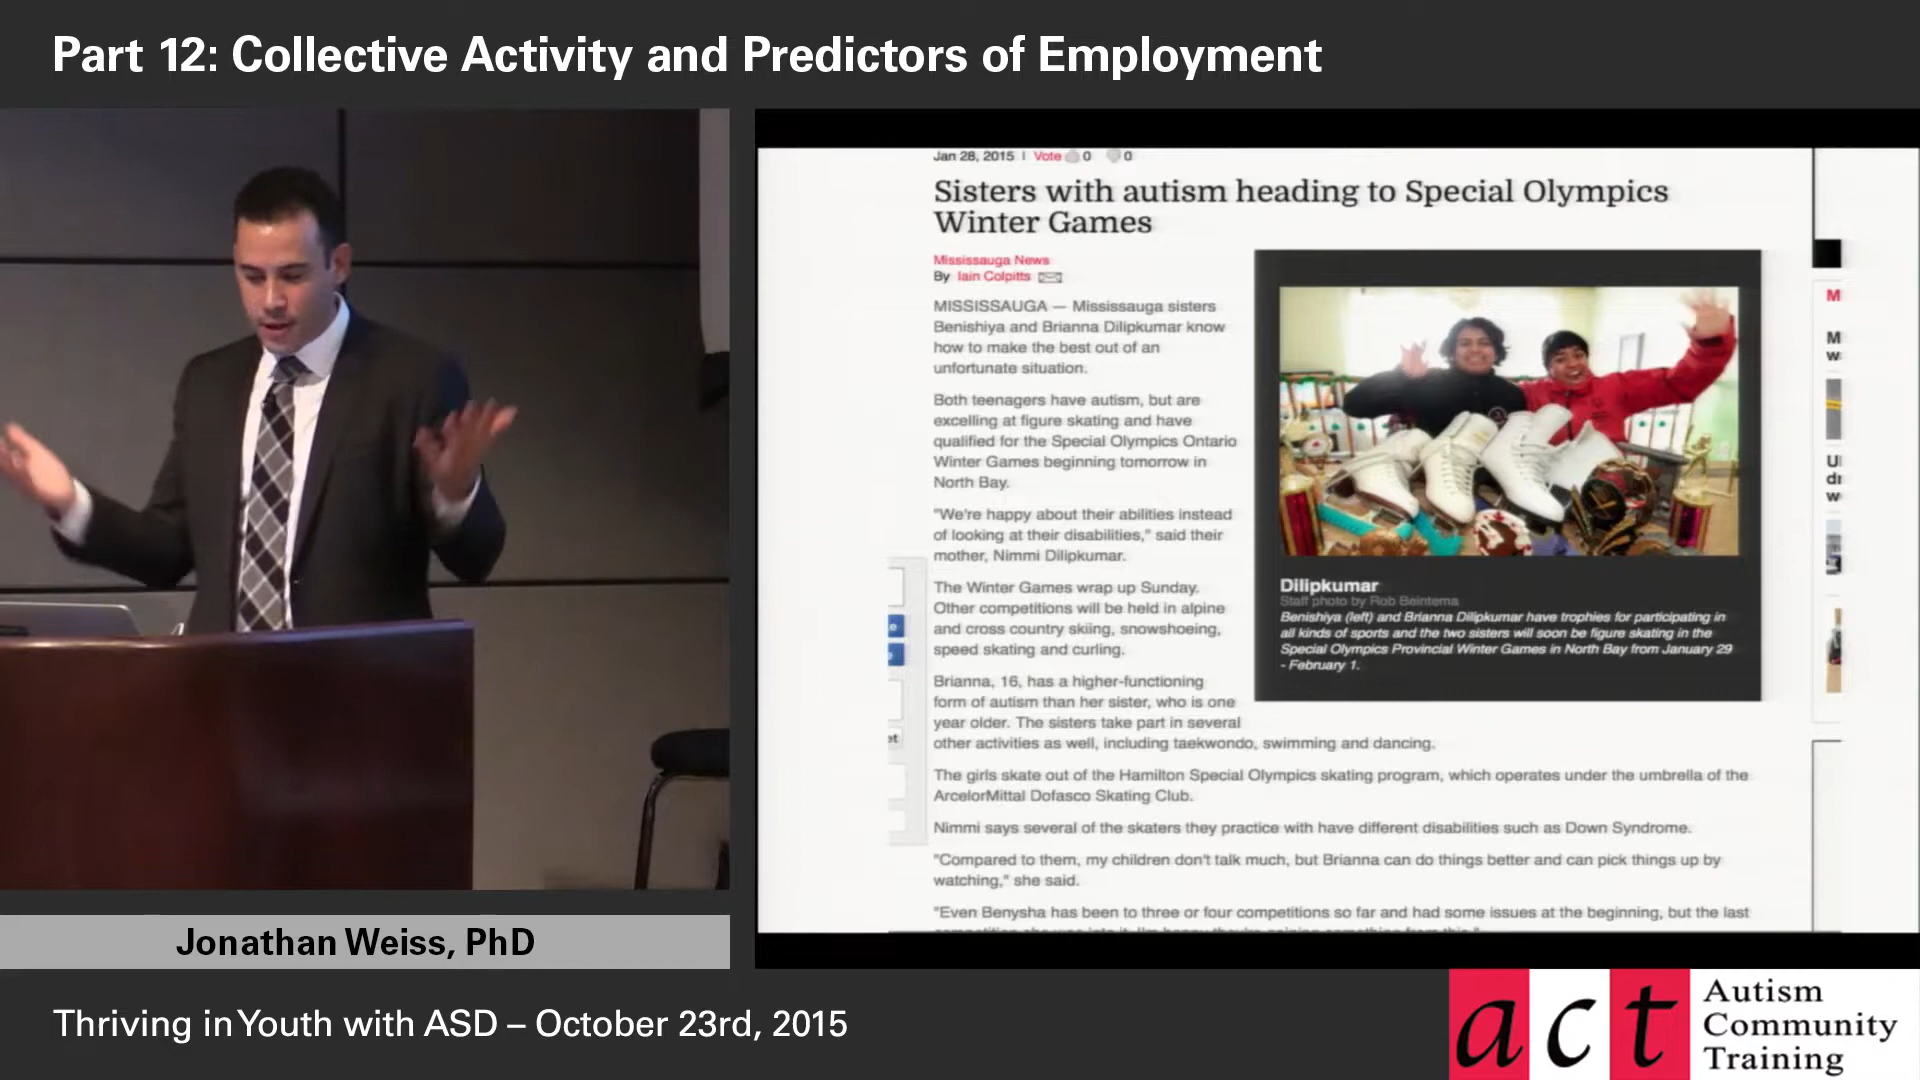 Part 12: Collective Activity and Predictors of Employment
Jan 28, 2015 | Vote 0 0
Sisters with autism heading to Special Olympics
Winter Games
Mississauga News
By Iain Colpitts
MISSISSAUGA — Mississauga sisters
Benishiya and Brianna Dilipkumar know
how to make the best out of an
unfortunate situation.
Both teenagers have autism, but are
excelling at figure skating and have
qualified for the Special Olympics Ontario
Winter Games beginning tomorrow in
North Bay.
"We're happy about their abilities instead
of looking at their disabilities," said their
mother, Nimmi Dilipkumar.
The Winter Games wrap up Sunday.
Other competitions will be held in alpine
and cross country skiing, snowshoeing,
speed skating and curling.
Brianna, 16, has a higher-functioning
form of autism than her sister, who is one
year older. The sisters take part in several
other activities as well, including taekwondo, swimming and dancing.
The girls skate out of the Hamilton Special Olympics skating program, which operates under the umbrella of the
ArcelorMittal Dofasco Skating Club.
Nimmi says several of the skaters they practice with have different disabilities such as Down Syndrome.
"Compared to them, my children don't talk much, but Brianna can do things better and can pick things up by
watching," she said.
"Even Benysha has been to three or four competitions so far and had some issues at the beginning, but the last
Dilipkumar
Staff photo by Rob Beintema
Benishiya (left) and Brianna Dilipkumar have trophies for participating in
all kinds of sports and the two sisters will soon be figure skating in the
Special Olympics Provincial Winter Games in North Bay from January 29
- February 1.
Jonathan Weiss, PhD
Thriving in Youth with ASD – October 23rd, 2015
act
Autism
Community
Training